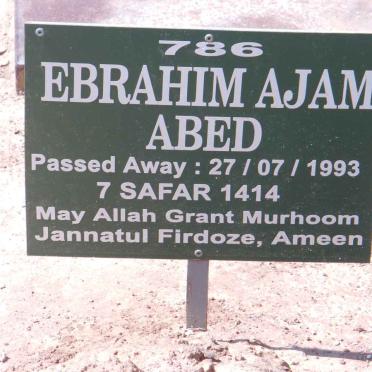 786
EBRAHIM AJAM
ABED
Passed Away : 27 / 07 / 1993
7 SAFAR 1414
May Allah Grant Murhoom
Jannatul Firdoze, Ameen